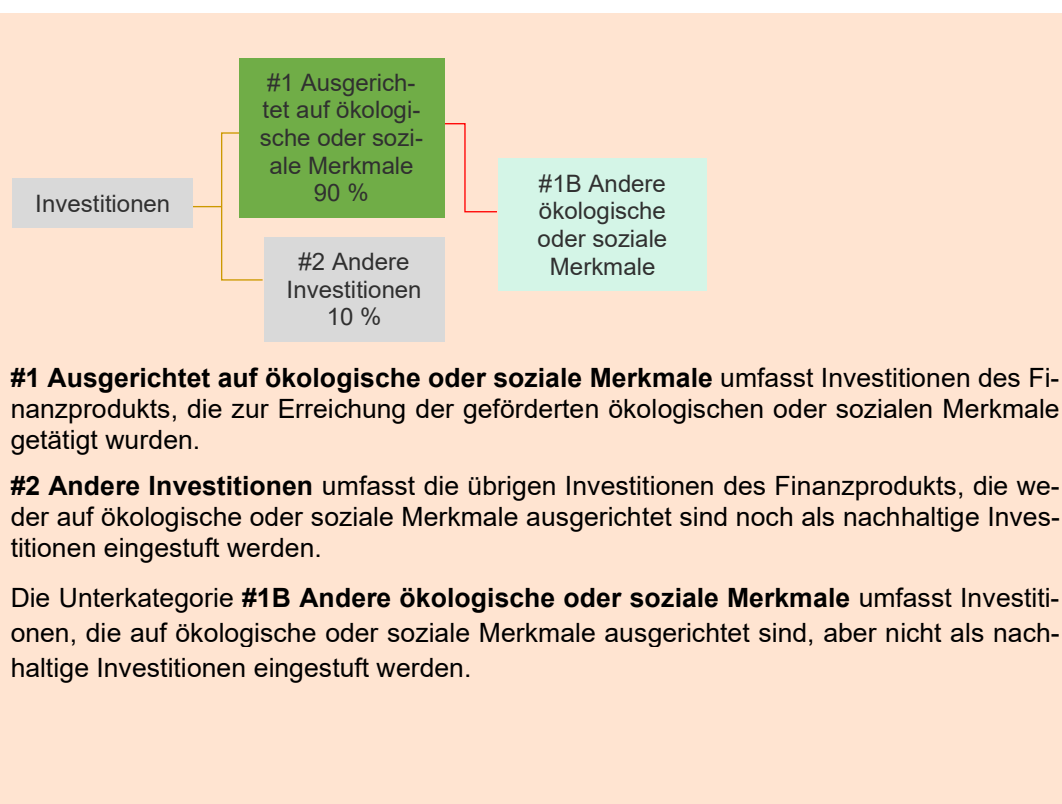 #1 Ausgerich-
tet auf ökologi-
sche oder sozi-
ale Merkmale
90 %
Investitionen
#1B Andere
ökologische
oder soziale
Merkmale
#2 Andere
Investitionen
10 %
#1 Ausgerichtet auf ökologische oder soziale Merkmale umfasst Investitionen des Fi-
nanzprodukts, die zur Erreichung der geförderten ökologischen oder sozialen Merkmale
getätigt wurden.
#2 Andere Investitionen umfasst die übrigen Investitionen des Finanzprodukts, die we-
der auf ökologische oder soziale Merkmale ausgerichtet sind noch als nachhaltige Inves-
titionen eingestuft werden.
Die Unterkategorie #1B Andere ökologische oder soziale Merkmale umfasst Investiti-
onen, die auf ökologische oder soziale Merkmale ausgerichtet sind, aber nicht als nach-
haltige Investitionen eingestuft werden.